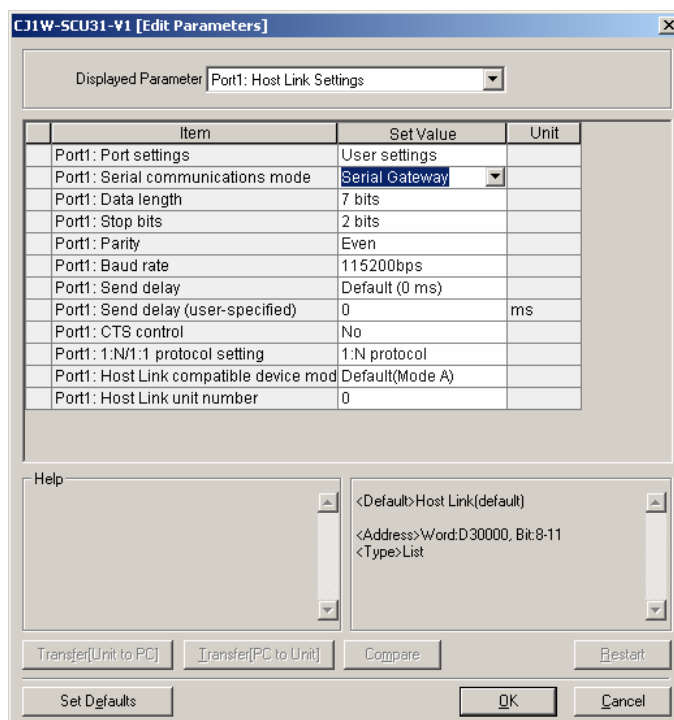 CJ1W-SCU31-V1 [Edit Parameters]
Displayed Parameter Port1: Host Link Settings
Item Set Value Unit
Port1: Port settings User settings
Port1: Serial communications mode Serial Gateway
Port1: Data length 7 bits
Port1: Stop bits 2 bits
Port1: Parity Even
Port1: Baud rate 115200bps
Port1: Send delay Default (0 ms)
Port1: Send delay (user-specified) 0 ms
Port1: CTS control No
Port1: 1:N/1:1 protocol setting 1:N protocol
Port1: Host Link compatible device mod Default(Mode A)
Port1: Host Link unit number 0
Help
<Default>Host Link(default)
<Address>Word:D30000, Bit:8-11
<Type>List
Transfer[Unit to PC] Transfer[PC to Unit] Compare Restart
Set Defaults OK Cancel